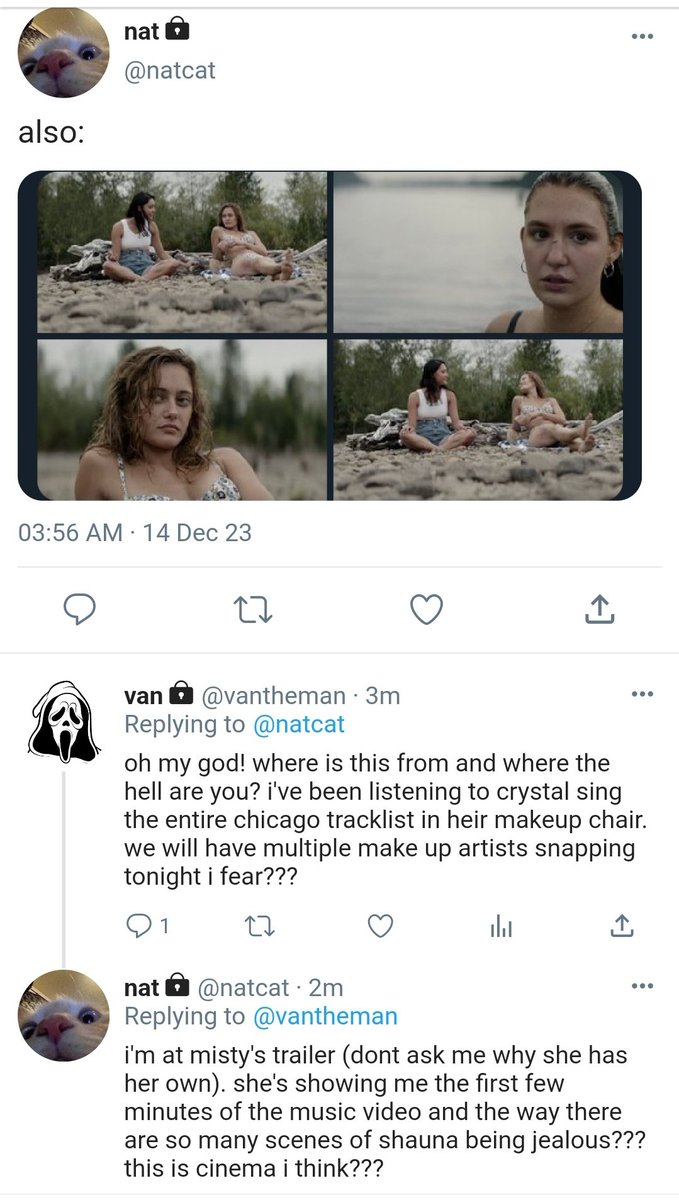 nat
@natcat
also:
03:56 AM · 14 Dec 23
van @vantheman · 3m
Replying to @natcat
oh my god! where is this from and where the
hell are you? i've been listening to crystal sing
the entire chicago tracklist in heir makeup chair.
we will have multiple make up artists snapping
tonight i fear???
1
nat @natcat · 2m
Replying to @vantheman
i'm at misty's trailer (dont ask me why she has
her own). she's showing me the first few
minutes of the music video and the way there
are so many scenes of shauna being jealous???
this is cinema i think???